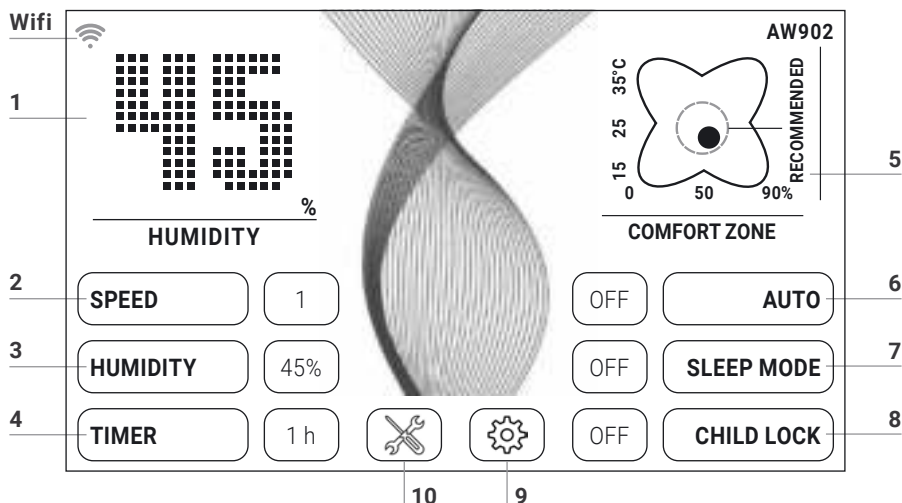 Wifi
AW902
1
45
%
HUMIDITY
35°C
25
15
0 50 90%
RECOMMENDED
5
COMFORT ZONE
2
SPEED 1
OFF AUTO
6
3
HUMIDITY 45%
OFF SLEEP MODE
7
4
TIMER 1 h
OFF CHILD LOCK
8
10 9